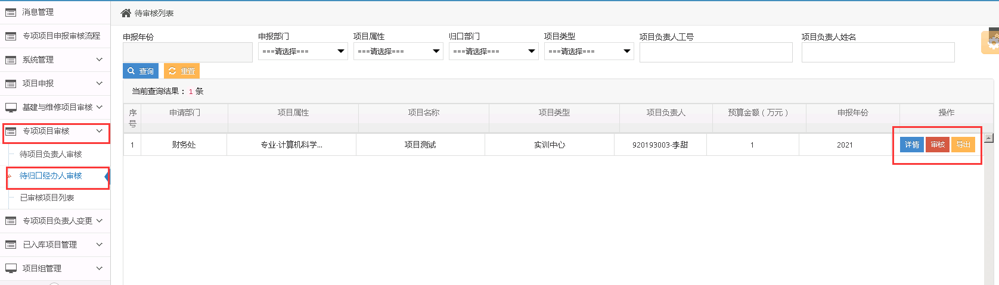 消息管理
专项项目申报审核流程
系统管理
项目申报
基建与维修项目审核
专项项目审核
待项目负责人审核
待归口经办人审核
已审核项目列表
专项项目负责人变更
已入库项目管理
项目组管理
待审核列表
申报年份 申报部门 项目属性 归口部门 项目类型 项目负责人工号 项目负责人姓名
===请选择=== ===请选择=== ===请选择=== ===请选择===
查询 重置
当前查询结果：1 条
序号 申请部门 项目属性 项目名称 项目类型 项目负责人 预算金额（万元） 申报年份 操作
1 财务处 专业-计算机科学... 项目测试 实训中心 920193003-李甜 1 2021 详情 审核 导出